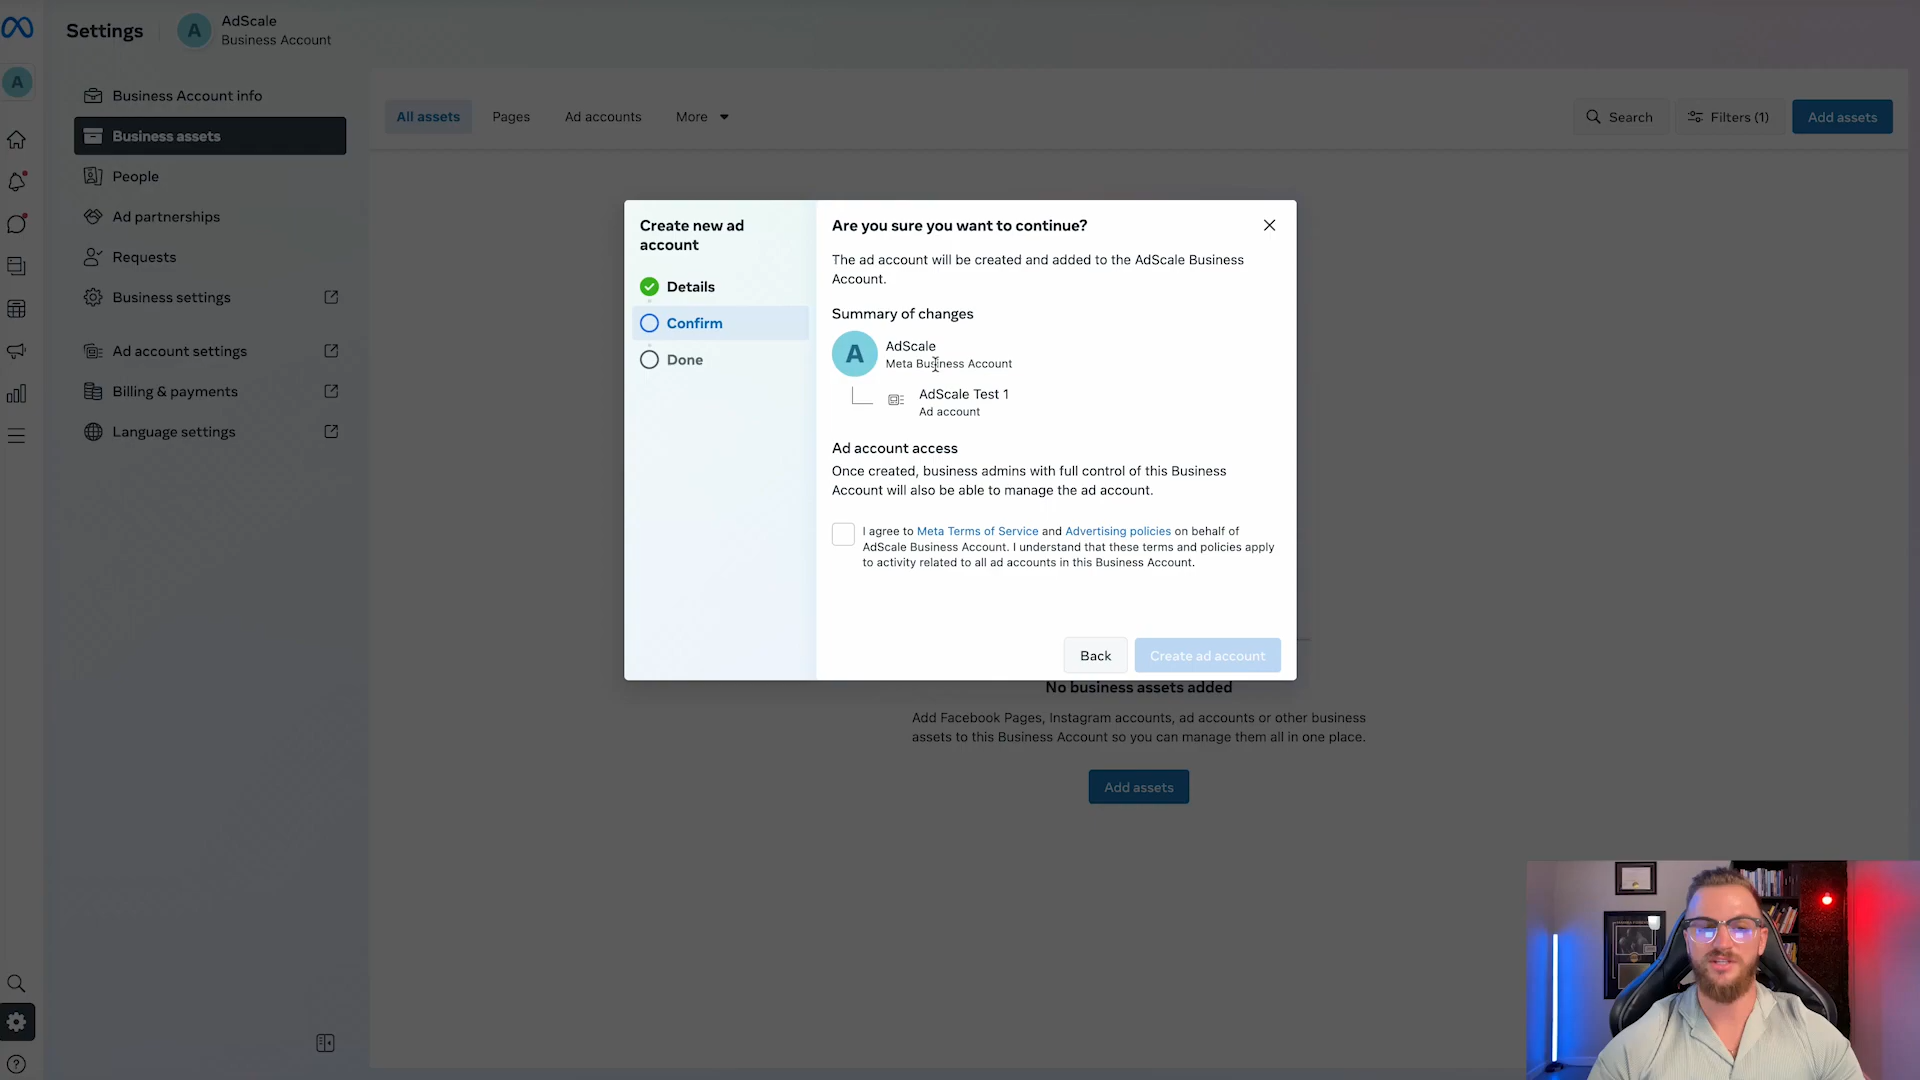 Settings
A
AdScale
Business Account
A
Business Account info
Business assets
People
Ad partnerships
Requests
Business settings
Ad account settings
Billing & payments
Language settings
All assets
Pages
Ad accounts
More
Search
Filters (1)
Add assets
Create new ad
account
Details
Confirm
Done
Are you sure you want to continue?
The ad account will be created and added to the AdScale Business
Account.
Summary of changes
A
AdScale
Meta Business Account
AdScale Test 1
Ad account
Ad account access
Once created, business admins with full control of this Business
Account will also be able to manage the ad account.
I agree to Meta Terms of Service and Advertising policies on behalf of
AdScale Business Account. I understand that these terms and policies apply
to activity related to all ad accounts in this Business Account.
Back
Create ad account
No business assets added
Add Facebook Pages, Instagram accounts, ad accounts or other business
assets to this Business Account so you can manage them all in one place.
Add assets